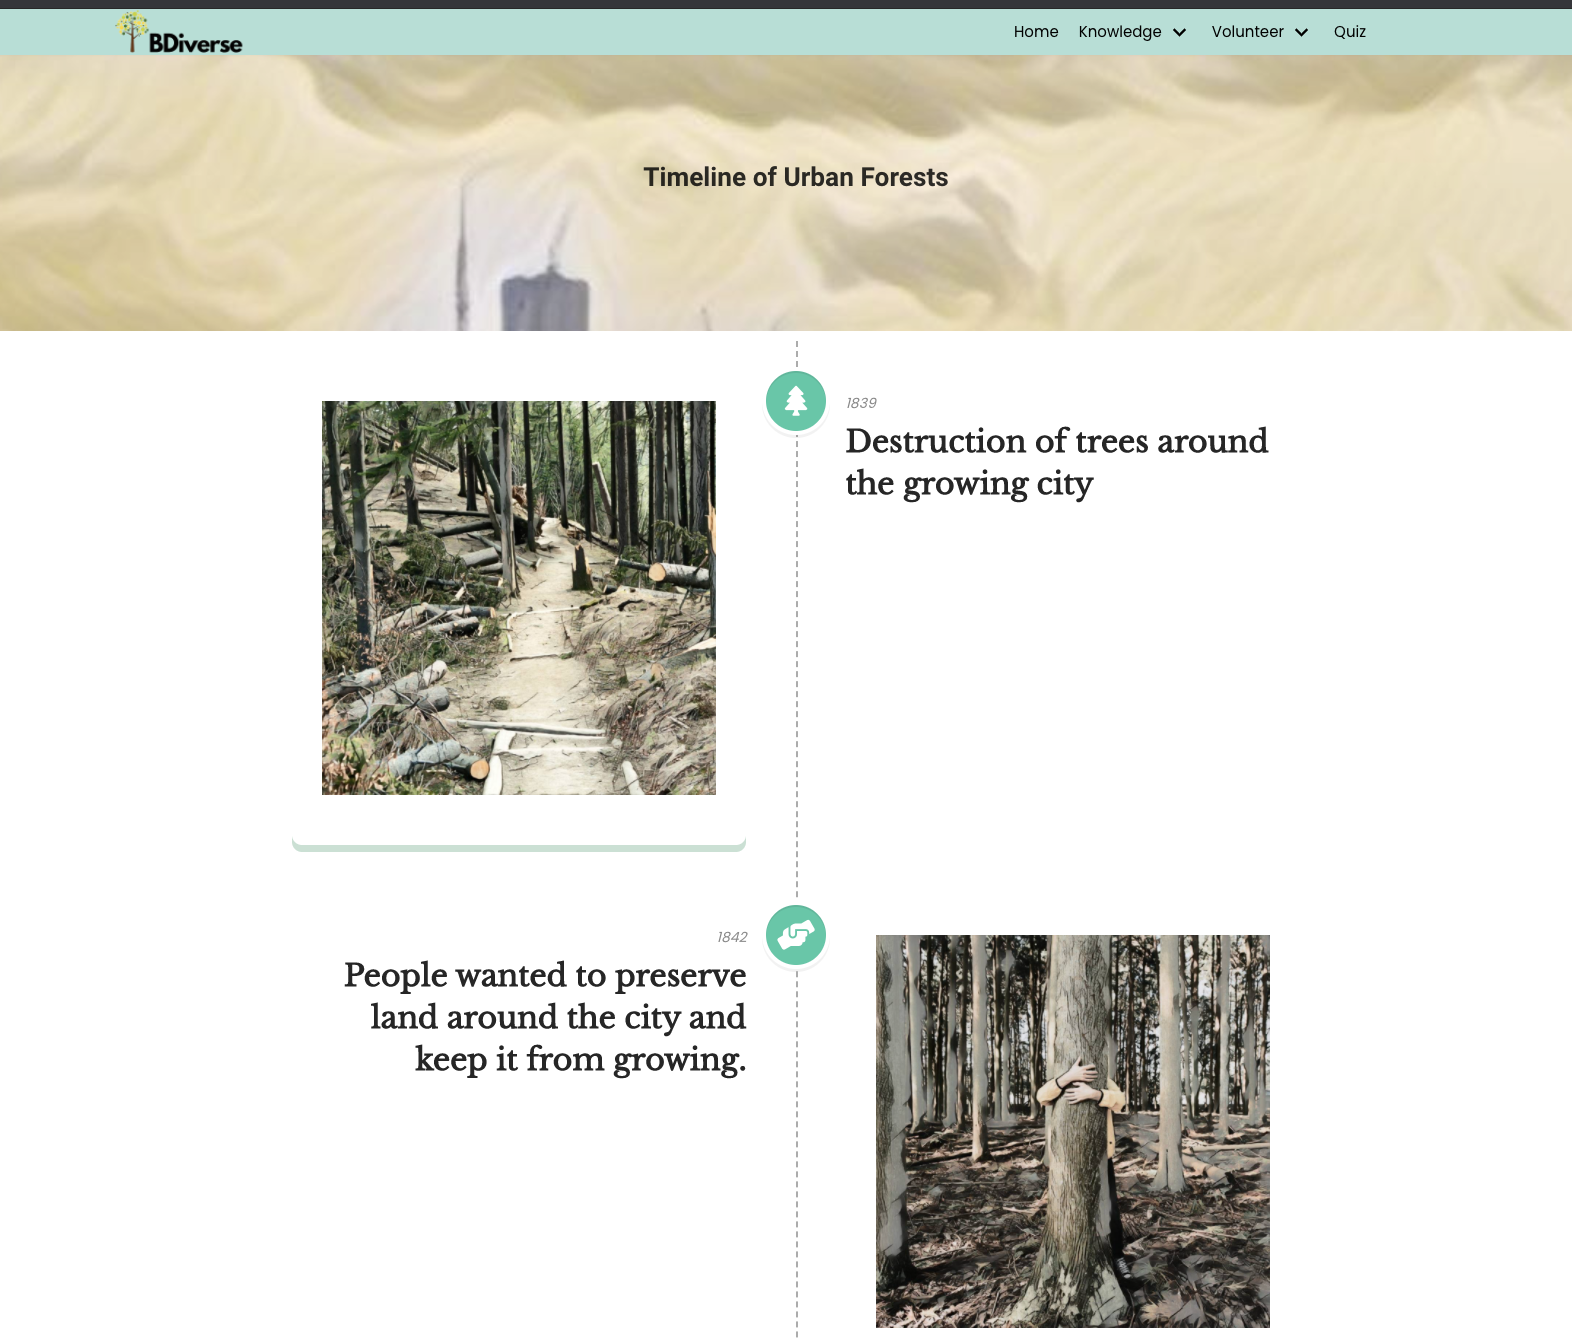 BDiverse
Home Knowledge Volunteer Quiz
Timeline of Urban Forests
1839
Destruction of trees around
the growing city
1842
People wanted to preserve
land around the city and
keep it from growing.